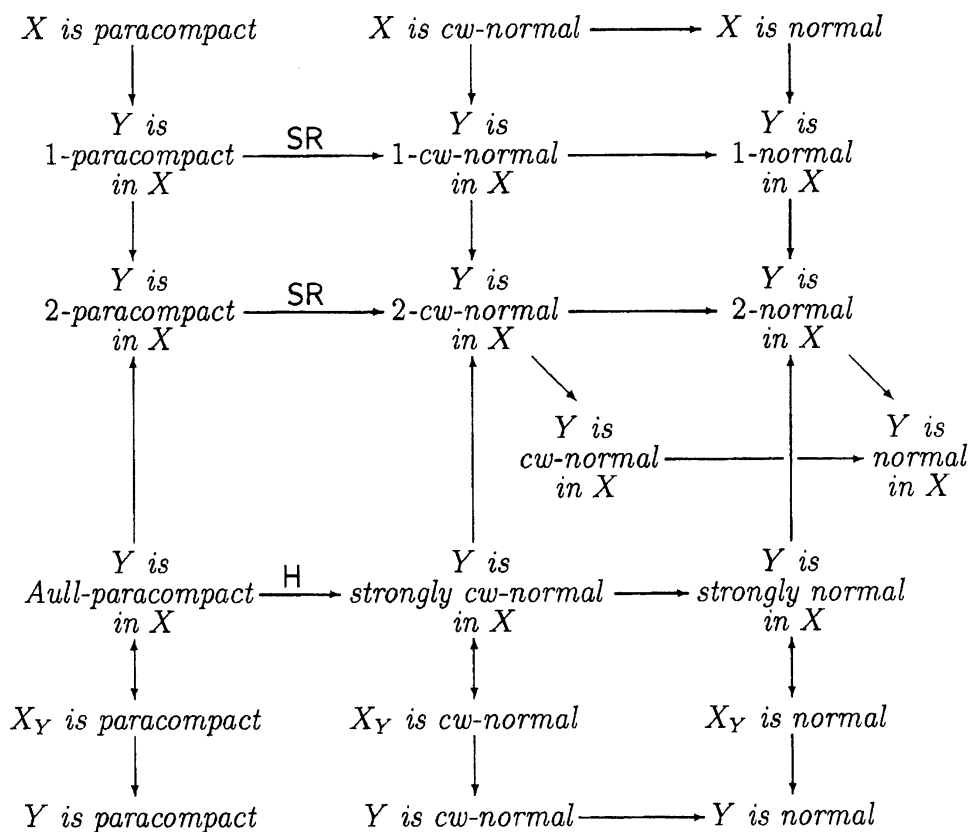 X is paracompact
X is cw-normal
X is normal
Y is
1-paracompact
in X
SR
Y is
1-cw-normal
in X
Y is
1-normal
in X
Y is
2-paracompact
in X
SR
Y is
2-cw-normal
in X
Y is
2-normal
in X
Y is
cw-normal
in X
Y is
normal
in X
Y is
Aull-paracompact
in X
H
Y is
strongly cw-normal
in X
Y is
strongly normal
in X
X_Y is paracompact
X_Y is cw-normal
X_Y is normal
Y is paracompact
Y is cw-normal
Y is normal